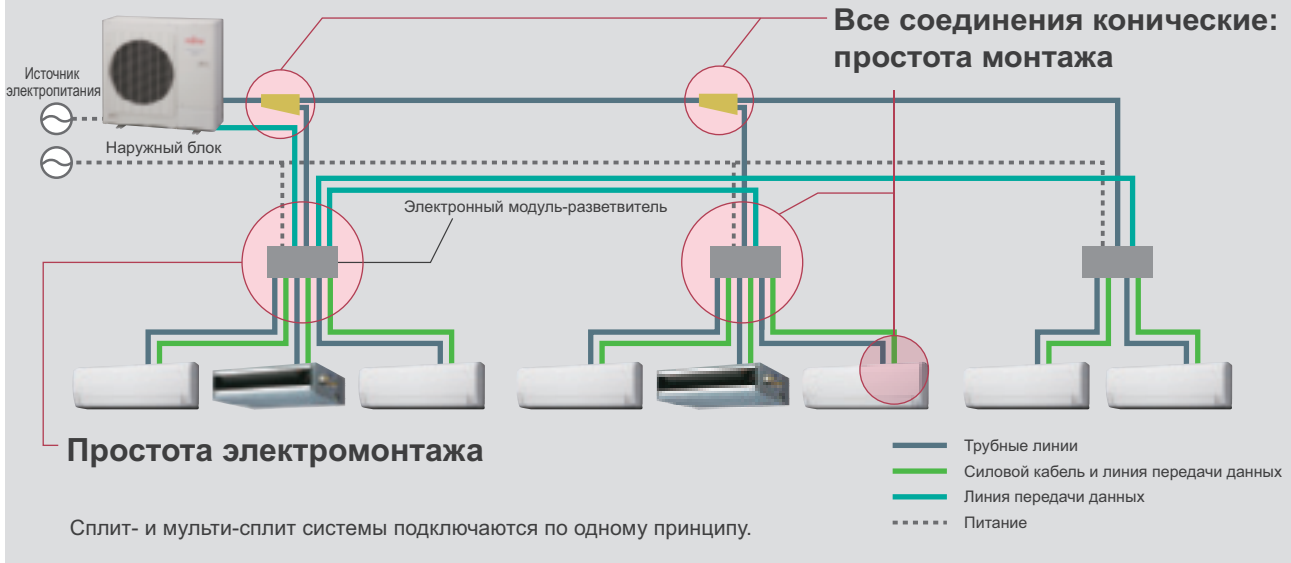 Все соединения конические:
простота монтажа
Источник
электропитания
Наружный блок
Электронный модуль-разветвитель
Простота электромонтажа
Трубные линии
Силовой кабель и линия передачи данных
Линия передачи данных
Питание
Сплит- и мульти-сплит системы подключаются по одному принципу.